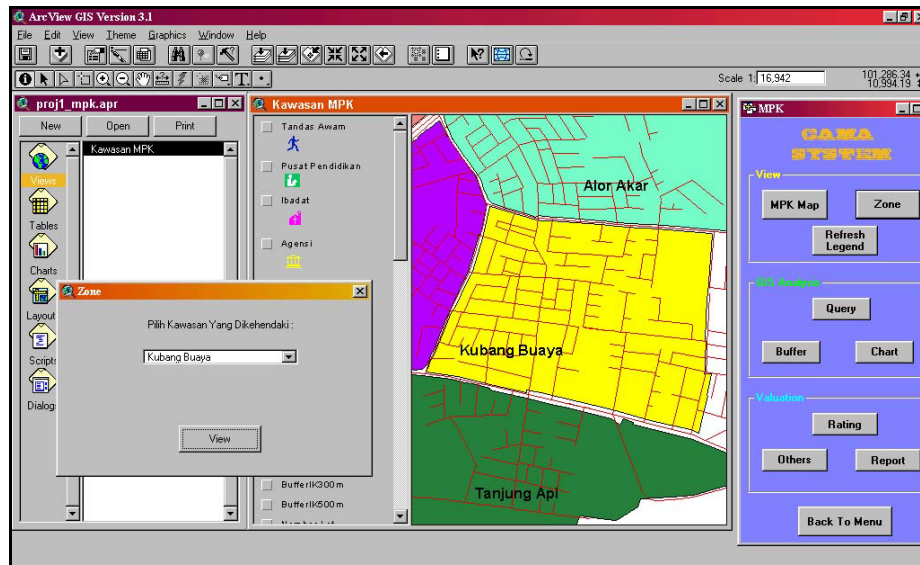 ArcView GIS Version 3.1
File Edit View Theme Graphics Window Help
Scale 1: 16,942
101,286.34
10,994.19
proj1_mpk.apr
New Open Print
Kawasan MPK
Views
Tables
Charts
Layout
Scripts
Dialog
Kawasan MPK
Tandas Awam
Pusat Pendidikan
Ibadat
Agensi
BufferIK300 m
BufferIK500 m
Alor Akar
Kubang Buaya
Tanjung Api
Zone
Pilih Kawasan Yang Dikehendaki :
Kubang Buaya
View
MPK
CAMA
SYSTEM
View
MPK Map
Zone
Refresh
Legend
GIS Analysis
Query
Buffer
Chart
Valuation
Rating
Others
Report
Back To Menu